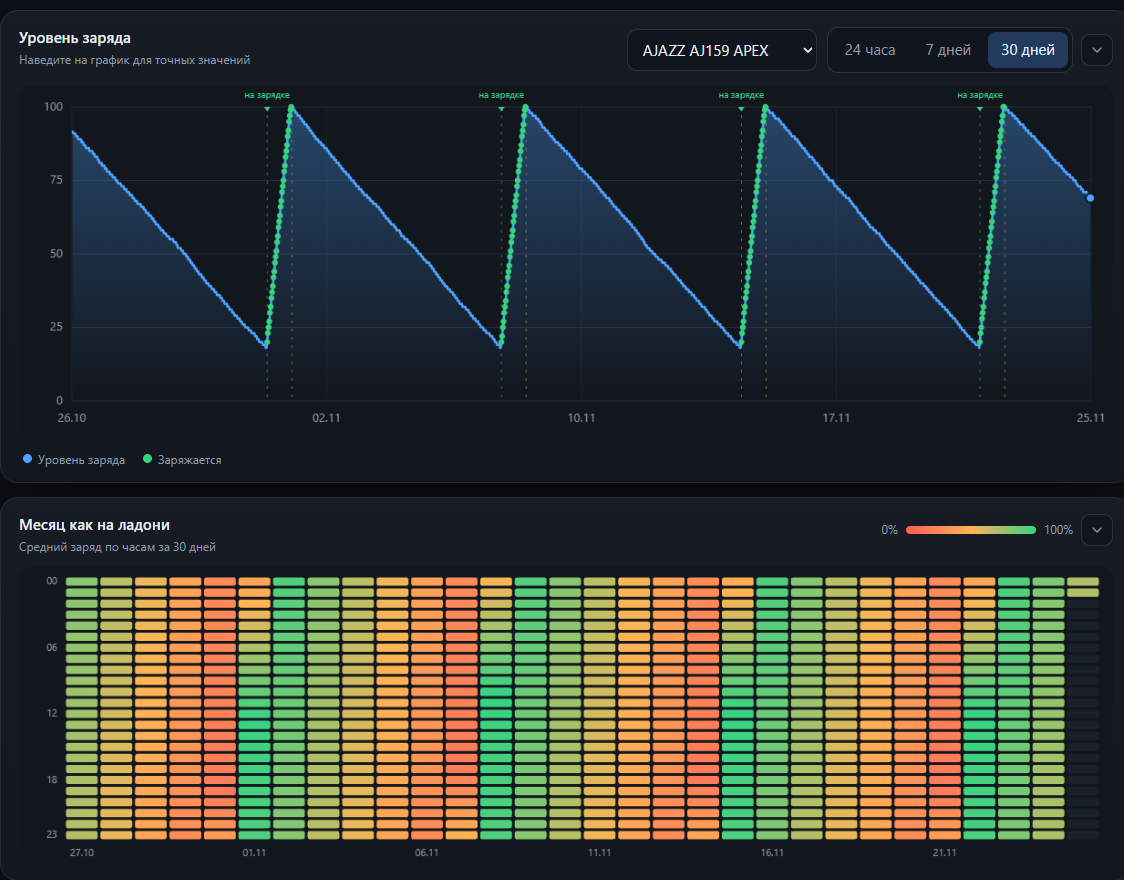 Уровень заряда
Наведите на график для точных значений
AJAZZ AJ159 APEX
24 часа
7 дней
30 дней
на зарядке
на зарядке
на зарядке
на зарядке
100
75
50
25
0
26.10
02.11
10.11
17.11
25.11
Уровень заряда
Заряжается
Месяц как на ладони
Средний заряд по часам за 30 дней
0%
100%
00
06
12
18
23
27.10
01.11
06.11
11.11
16.11
21.11